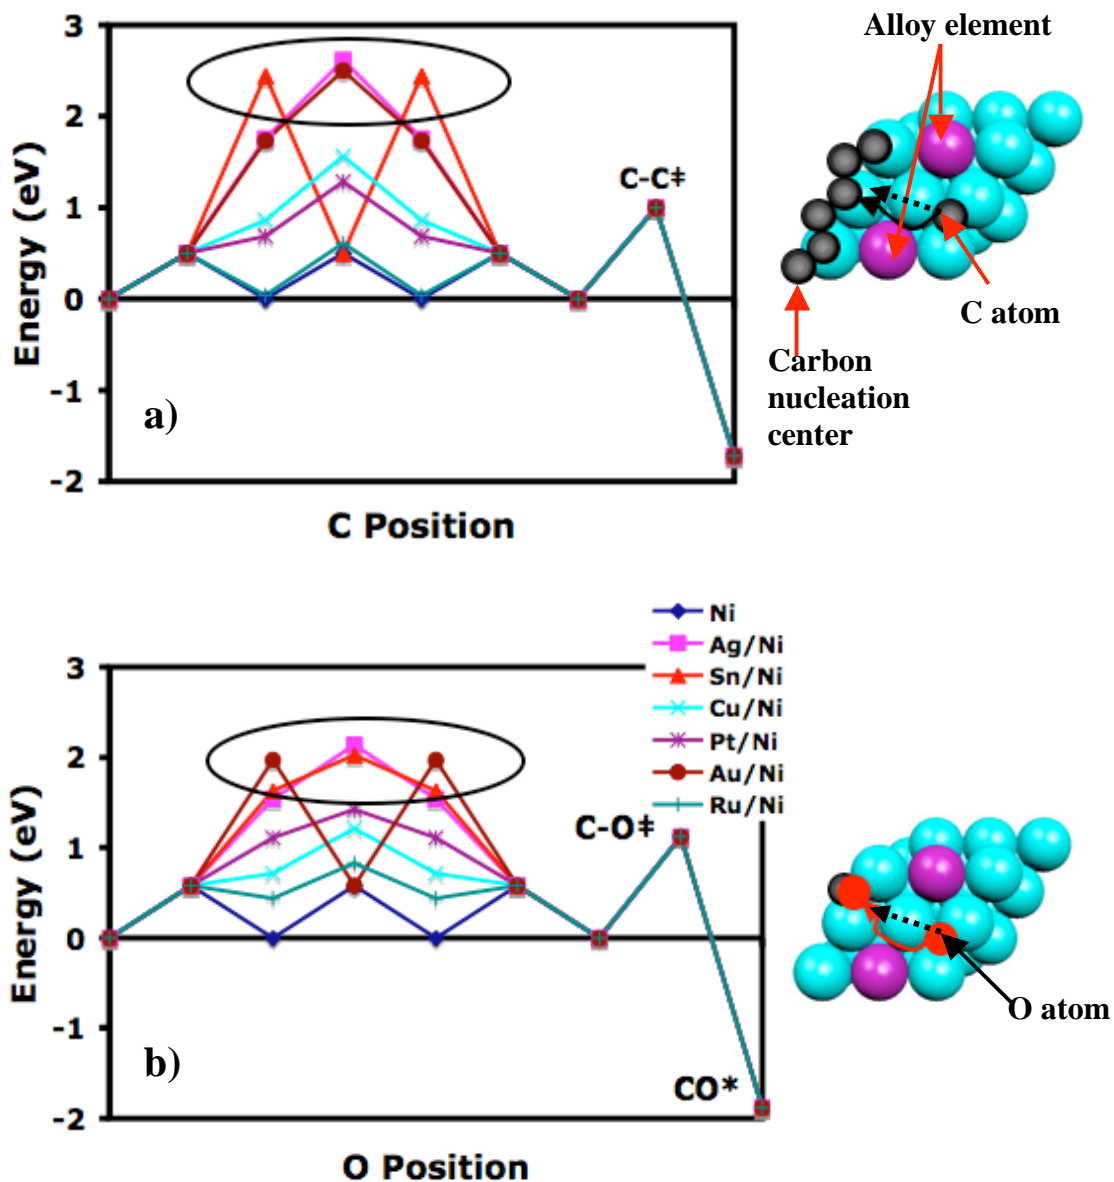 3
2
1
0
-1
-2
Energy (eV)
C-C‡
a)
C Position
Alloy element
C atom
Carbon
nucleation
center
3
2
1
0
-1
-2
Energy (eV)
Ni
Ag/Ni
Sn/Ni
Cu/Ni
Pt/Ni
Au/Ni
Ru/Ni
C-O‡
CO*
b)
O Position
O atom